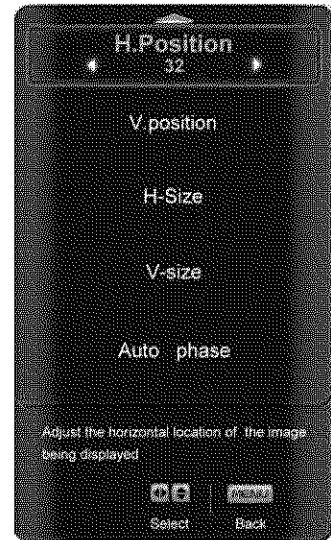 H.Position
32
V.position
H-Size
V-size
Auto phase
Adjust the horizontal location of the image
being displayed
Select Back